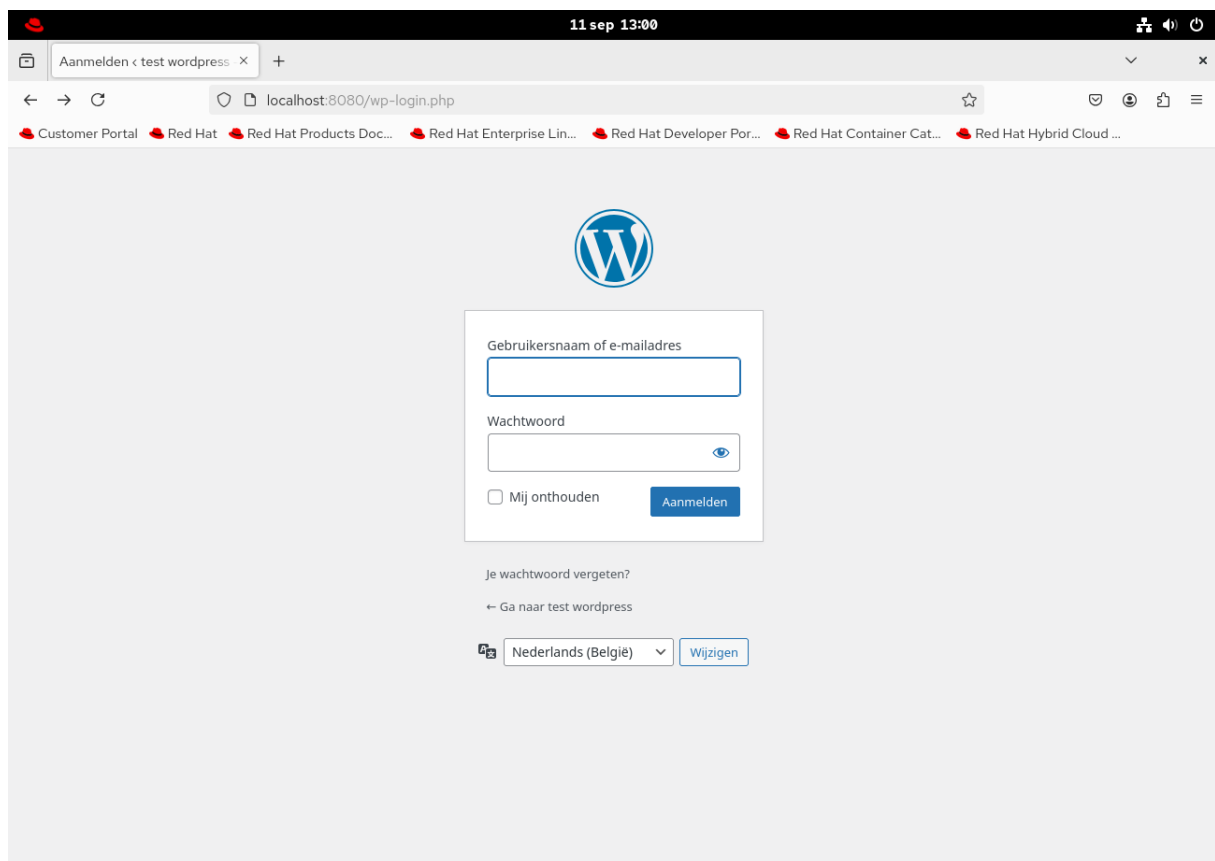 11 sep 13:00
Aanmelden ‹ test wordpress -
localhost:8080/wp-login.php
Customer Portal Red Hat Red Hat Products Doc... Red Hat Enterprise Lin... Red Hat Developer Por... Red Hat Container Cat... Red Hat Hybrid Cloud ...
Gebruikersnaam of e-mailadres
Wachtwoord
Mij onthouden Aanmelden
Je wachtwoord vergeten?
← Ga naar test wordpress
Nederlands (België) Wijzigen